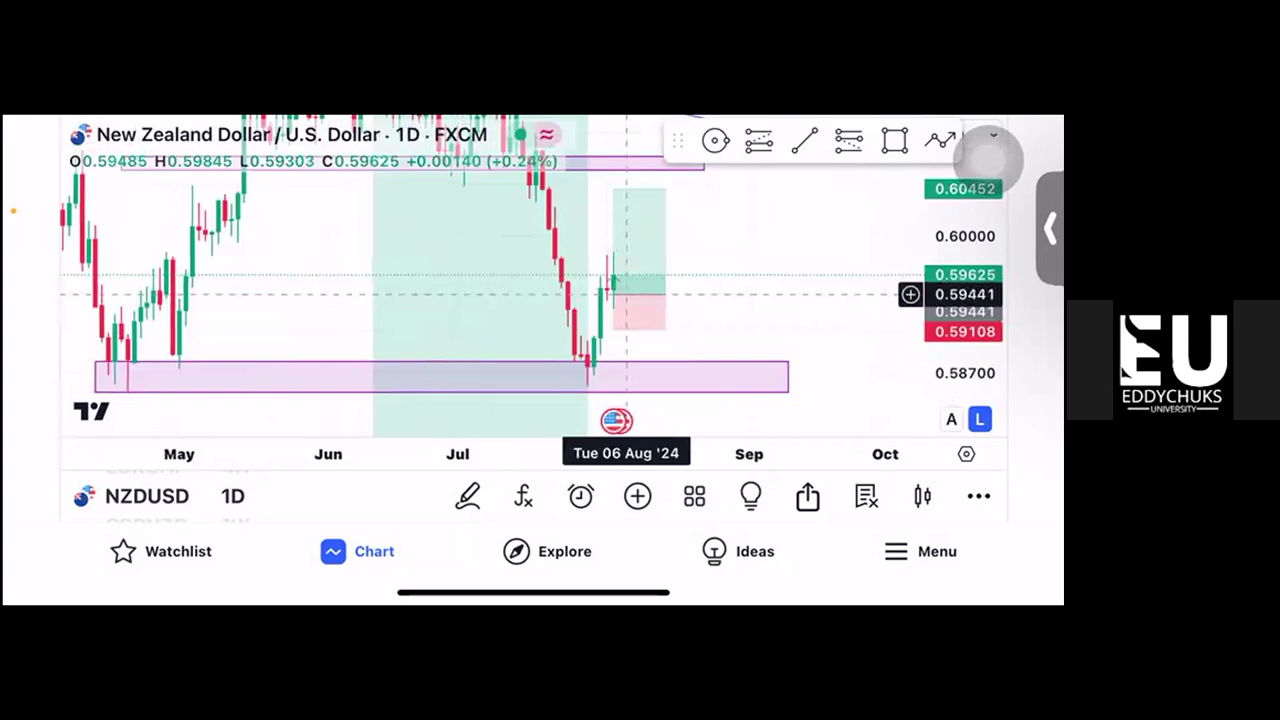 New Zealand Dollar / U.S. Dollar · 1D · FXCM
O0.59485 H0.59845 L0.59303 C0.59625 +0.00140 (+0.24%)
0.60452
0.60000
0.59625
0.59441
0.59441
0.59108
0.58700
A L
May Jun Jul Tue 06 Aug '24 Sep Oct
NZDUSD 1D
Watchlist Chart Explore Ideas Menu
EU
EDDYCHUKS
UNIVERSITY